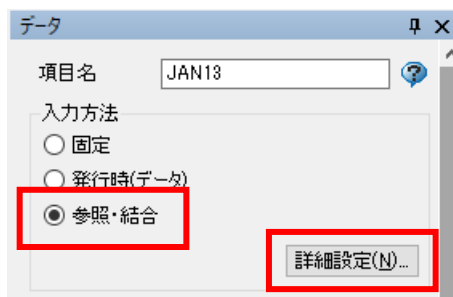 データ
項目名 JAN13
入力方法
固定
発行時(データ)
参照・結合
詳細設定(N)...